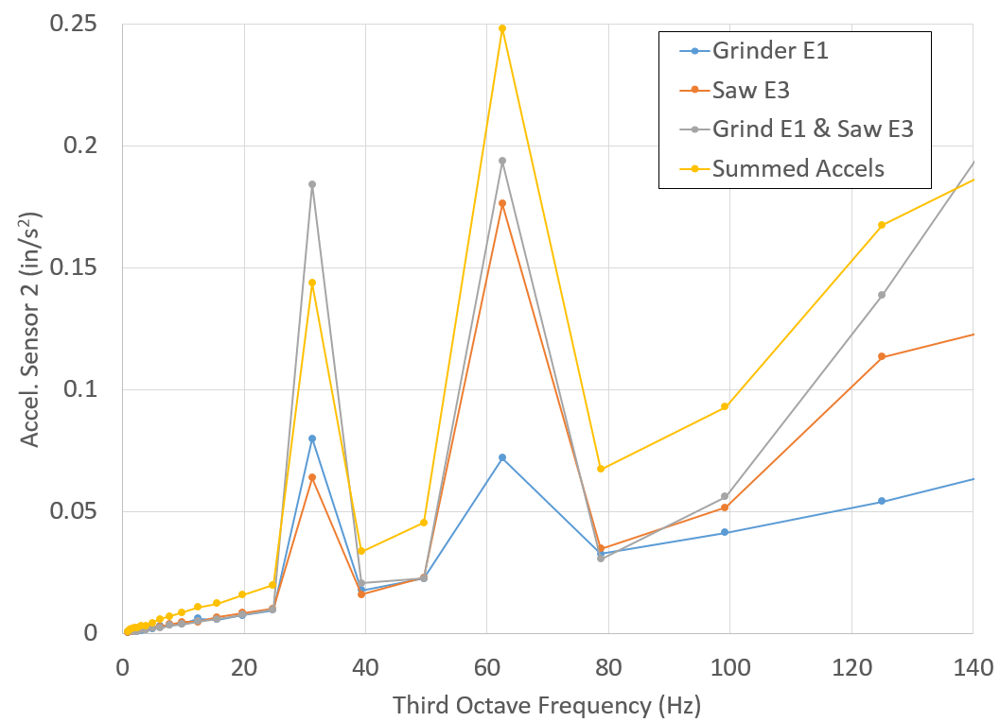 0.25
0.2
0.15
0.1
0.05
0
0 20 40 60 80 100 120 140
Accel. Sensor 2 (in/s²)
Third Octave Frequency (Hz)
Grinder E1
Saw E3
Grind E1 & Saw E3
Summed Accels